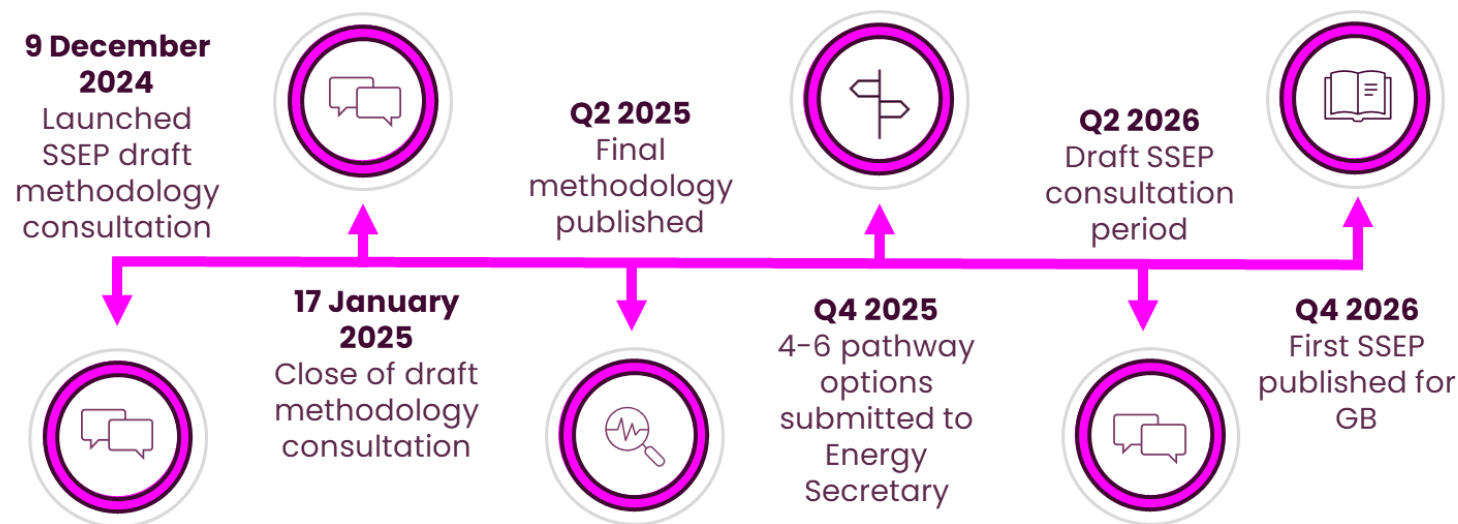 9 December
2024
Launched
SSEP draft
methodology
consultation
17 January
2025
Close of draft
methodology
consultation
Q2 2025
Final
methodology
published
Q4 2025
4-6 pathway
options
submitted to
Energy
Secretary
Q2 2026
Draft SSEP
consultation
period
Q4 2026
First SSEP
published for
GB